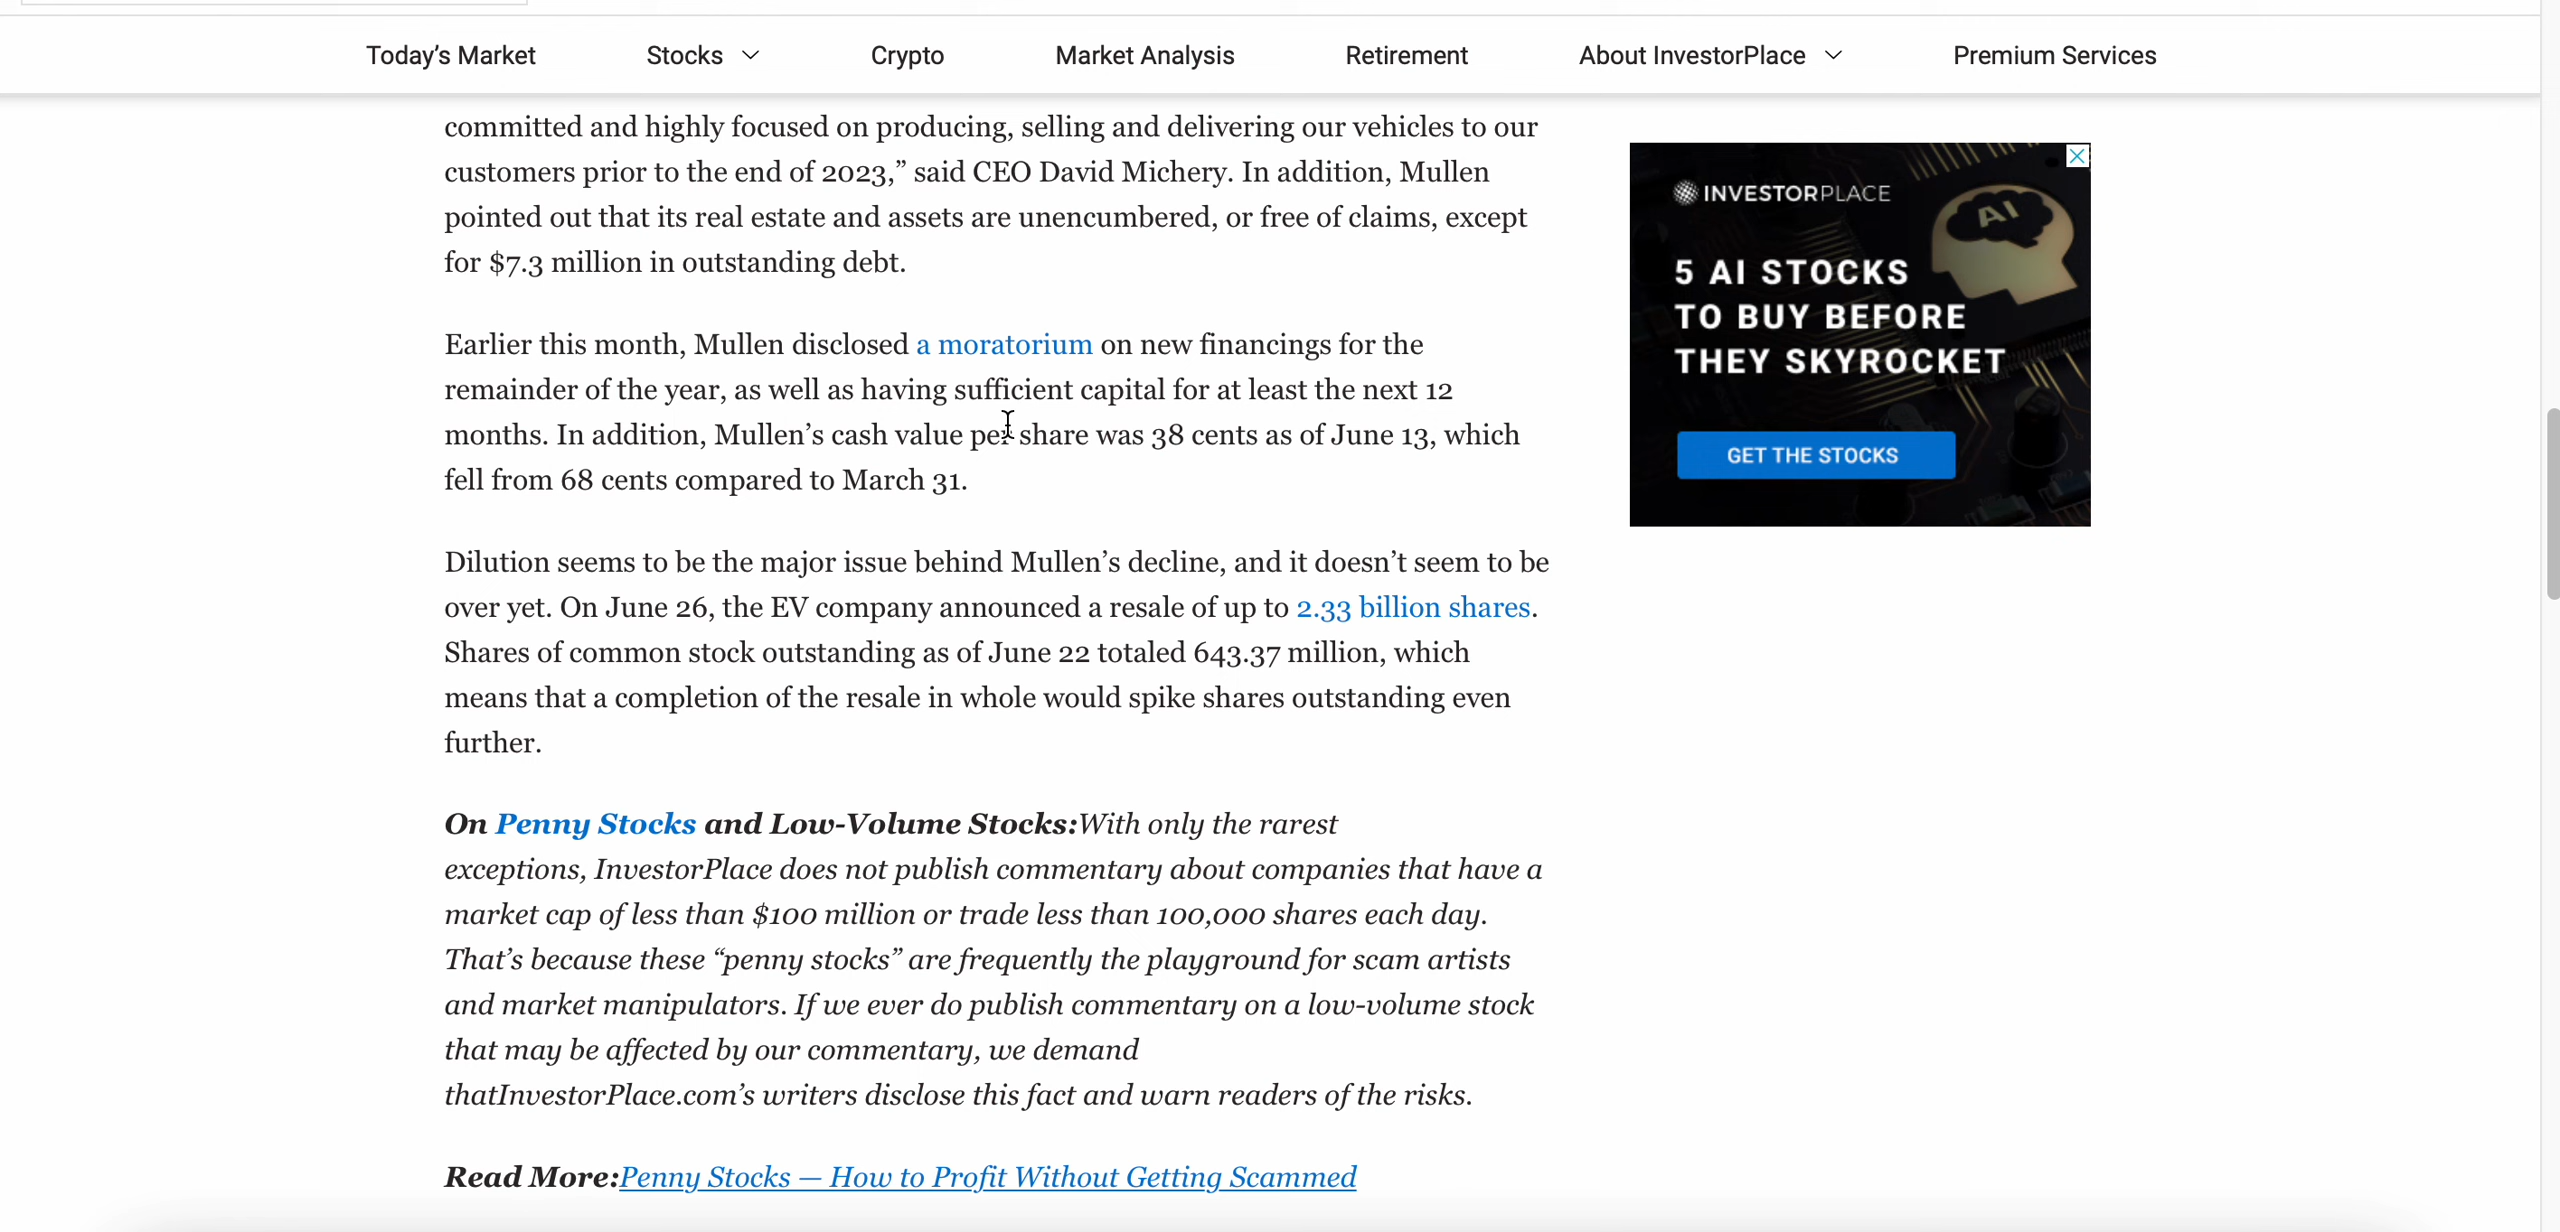 Today’s Market Stocks Crypto Market Analysis Retirement About InvestorPlace Premium Services
committed and highly focused on producing, selling and delivering our vehicles to our
customers prior to the end of 2023,” said CEO David Michery. In addition, Mullen
pointed out that its real estate and assets are unencumbered, or free of claims, except
for $7.3 million in outstanding debt.
Earlier this month, Mullen disclosed a moratorium on new financings for the
remainder of the year, as well as having sufficient capital for at least the next 12
months. In addition, Mullen’s cash value per share was 38 cents as of June 13, which
fell from 68 cents compared to March 31.
Dilution seems to be the major issue behind Mullen’s decline, and it doesn’t seem to be
over yet. On June 26, the EV company announced a resale of up to 2.33 billion shares.
Shares of common stock outstanding as of June 22 totaled 643.37 million, which
means that a completion of the resale in whole would spike shares outstanding even
further.
On Penny Stocks and Low-Volume Stocks:With only the rarest
exceptions, InvestorPlace does not publish commentary about companies that have a
market cap of less than $100 million or trade less than 100,000 shares each day.
That’s because these “penny stocks” are frequently the playground for scam artists
and market manipulators. If we ever do publish commentary on a low-volume stock
that may be affected by our commentary, we demand
thatInvestorPlace.com’s writers disclose this fact and warn readers of the risks.
Read More:Penny Stocks — How to Profit Without Getting Scammed
INVESTORPLACE
AI
5 AI STOCKS
TO BUY BEFORE
THEY SKYROCKET
GET THE STOCKS